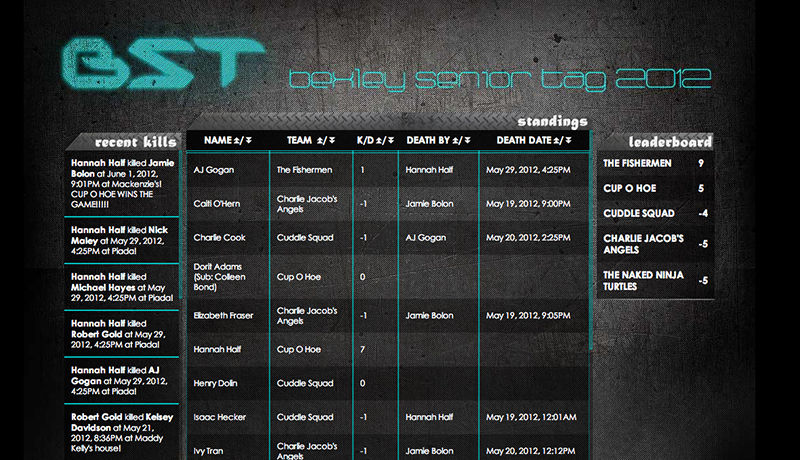 BST
bexley senior tag 2012
recent kills
Hannah Half killed Jamie
Bolon at June 1, 2012,
9:01PM at Mackenzie's!
CUP O HOE WINS THE
GAME!!!!!
Hannah Half killed Nick
Maley at May 29, 2012,
4:25PM at Piada!
Hannah Half killed
Michael Hayes at May
29, 2012, 4:25PM at Piada!
Hannah Half killed
Robert Gold at May 29,
2012, 4:25PM at Piada!
Hannah Half killed AJ
Gogan at May 29, 2012,
4:25PM at Piada!
Robert Gold killed Kelsey
Davidson at May 21,
2012, 8:36PM at Maddy
Kelly's house!
standings
NAME / TEAM / K/D / DEATH BY / DEATH DATE /
AJ Gogan The Fishermen 1 Hannah Half May 29, 2012, 4:25PM
Caiti O'Hern Charlie Jacob's Angels -1 Jamie Bolon May 19, 2012, 9:00PM
Charlie Cook Cuddle Squad -1 AJ Gogan May 20, 2012, 2:25PM
Dorit Adams
(Sub: Colleen
Bond) Cup O Hoe 0
Elizabeth Fraser Charlie Jacob's Angels -1 Jamie Bolon May 19, 2012, 9:05PM
Hannah Half Cup O Hoe 7
Henry Dolin Cuddle Squad 0
Isaac Hecker Cuddle Squad -1 Hannah Half May 19, 2012, 12:01AM
Ivy Tran Charlie Jacob's Angels -1 Jamie Bolon May 20, 2012, 12:12PM
leaderboard
THE FISHERMEN 9
CUP O HOE 5
CUDDLE SQUAD -4
CHARLIE JACOB'S
ANGELS -5
THE NAKED NINJA
TURTLES -5